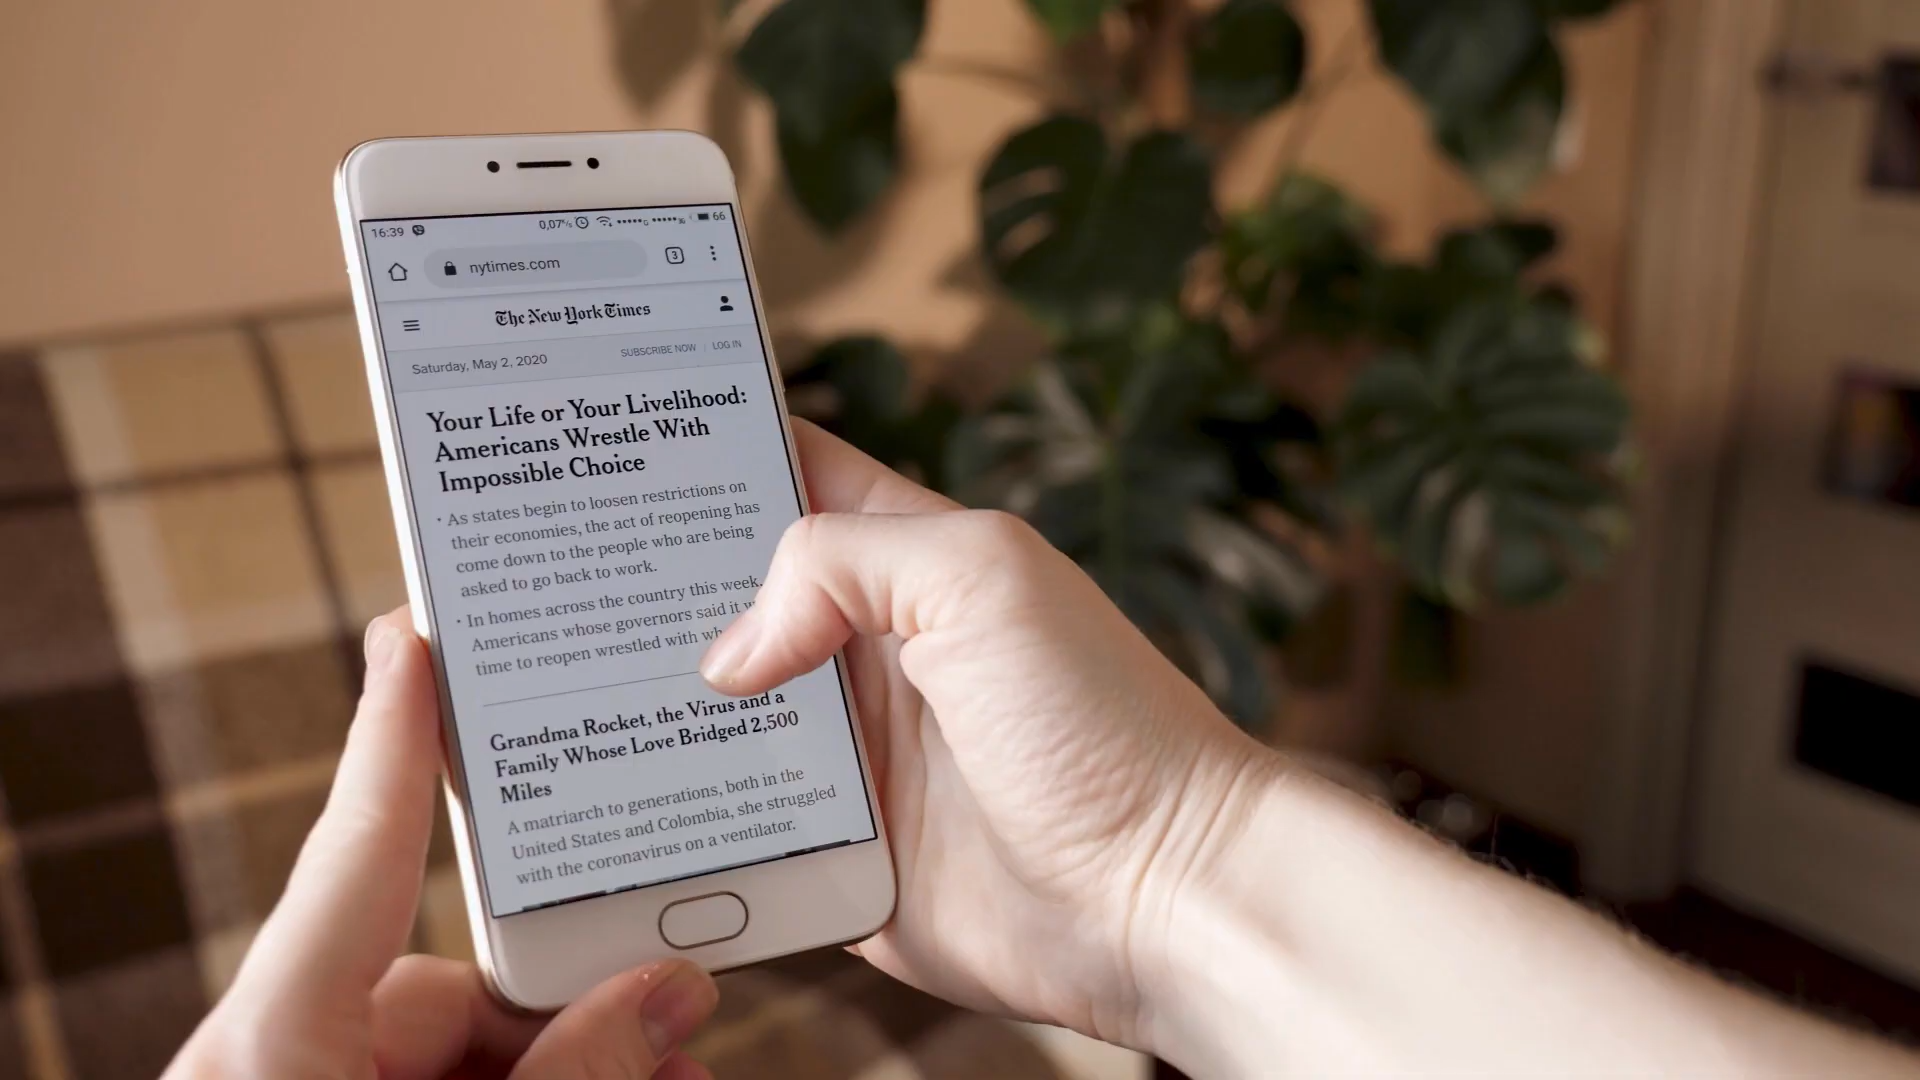 16:39 0,07 66
nytimes.com 3
The New York Times
Saturday, May 2, 2020 SUBSCRIBE NOW | LOG IN
Your Life or Your Livelihood:
Americans Wrestle With
Impossible Choice
• As states begin to loosen restrictions on
their economies, the act of reopening has
come down to the people who are being
asked to go back to work.
• In homes across the country this week,
Americans whose governors said it
time to reopen wrestled with
Grandma Rocket, the Virus and a
Family Whose Love Bridged 2,500
Miles
A matriarch to generations, both in the
United States and Colombia, she struggled
with the coronavirus on a ventilator.